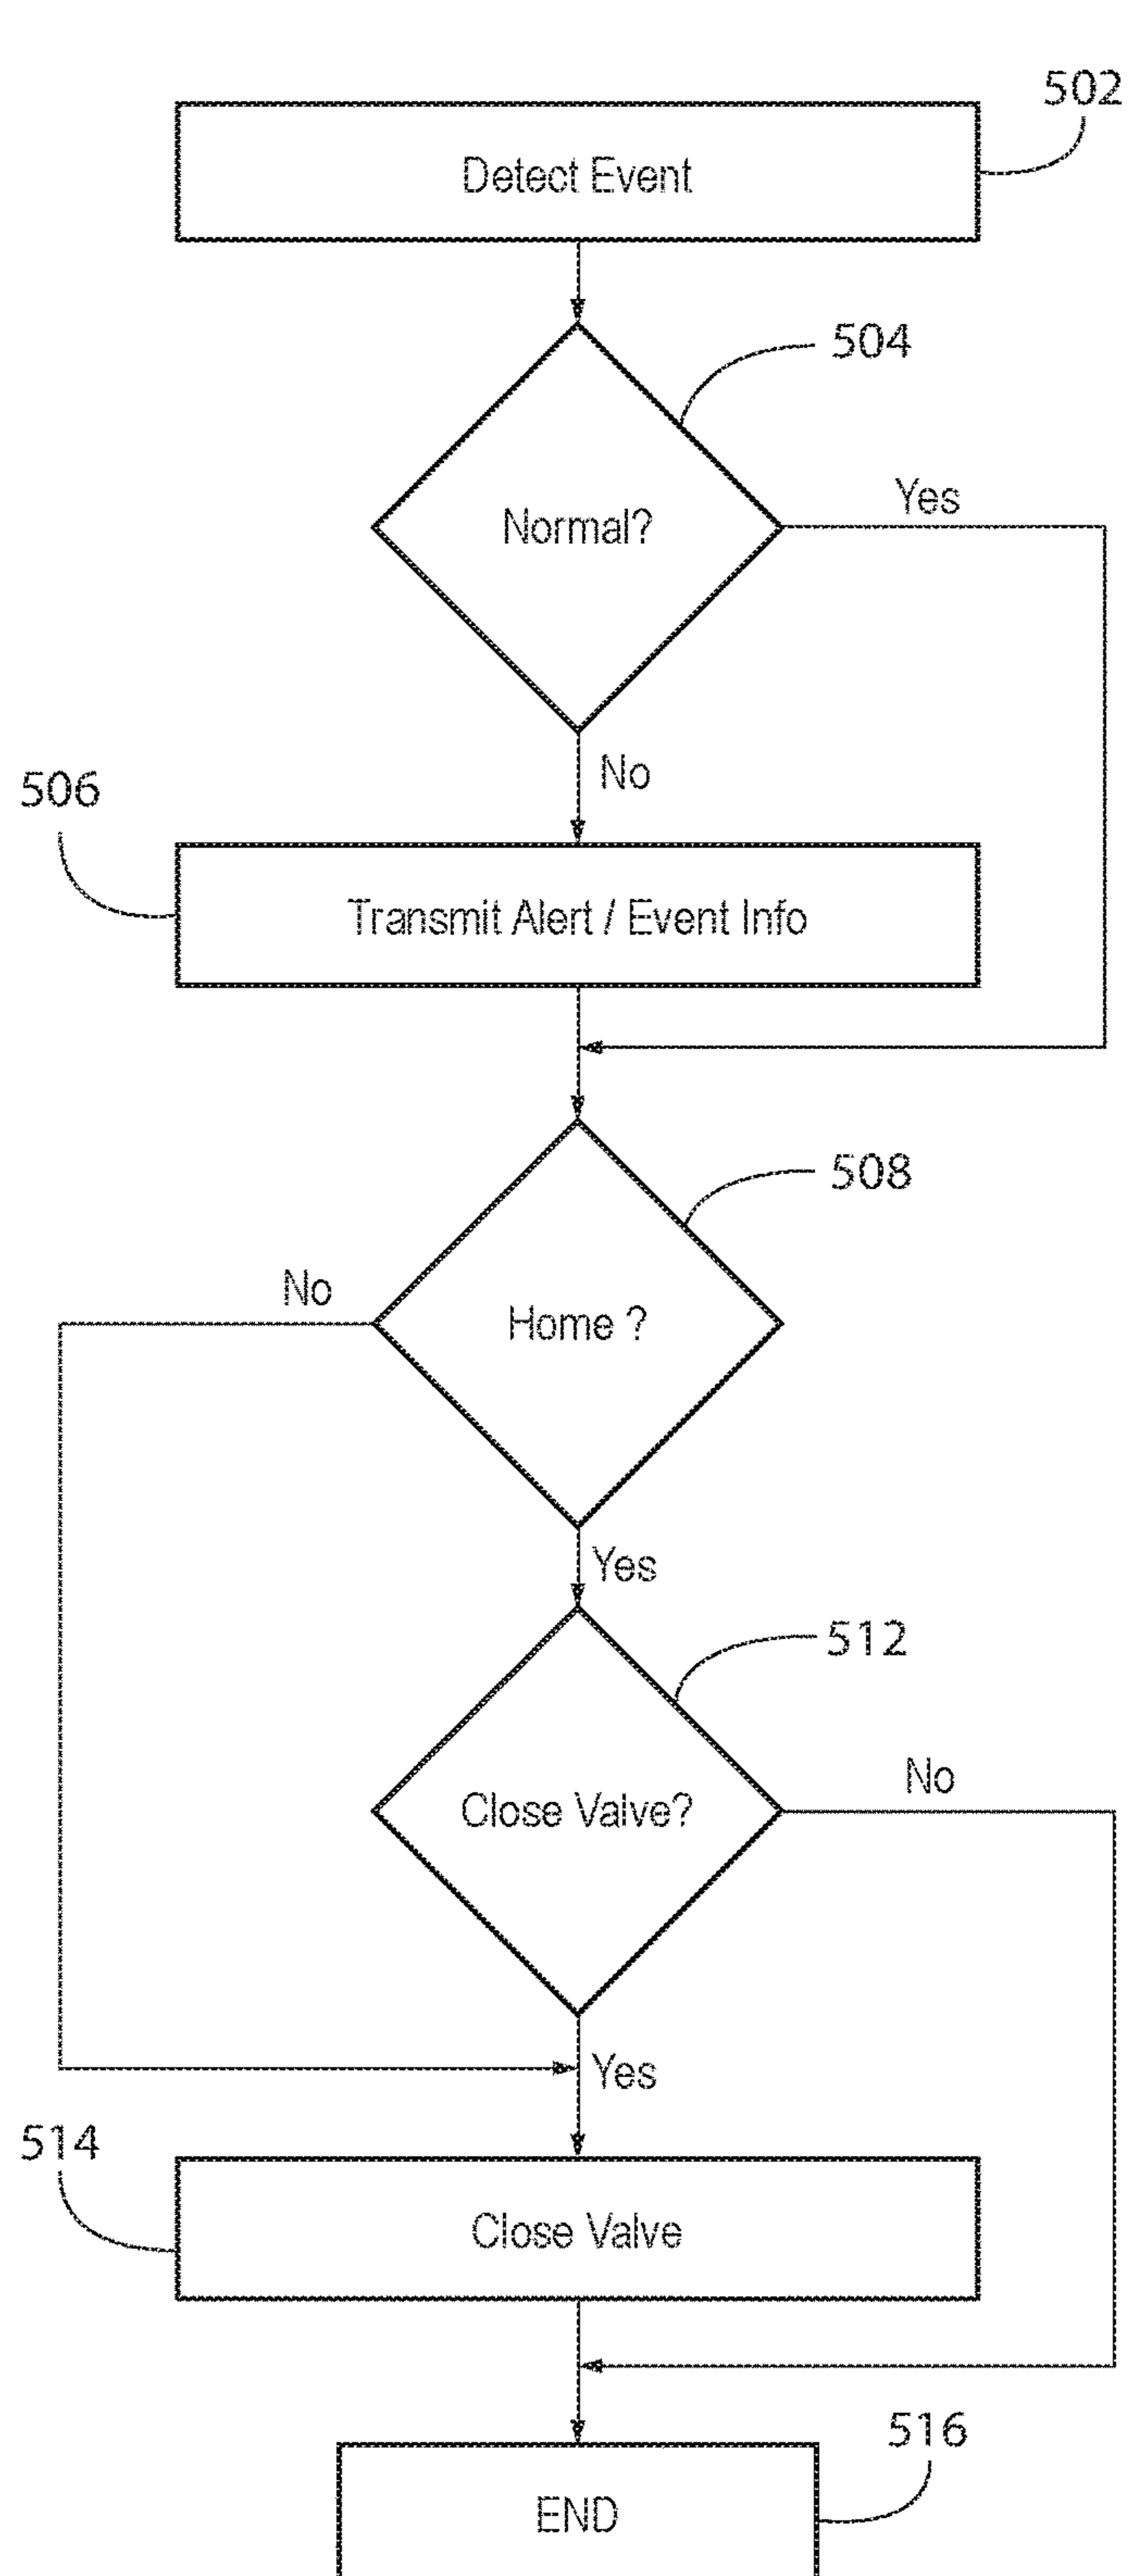 502
Detect Event
504
Normal?
Yes
No
506
Transmit Alert / Event Info
508
No
Home ?
Yes
512
Close Valve?
No
Yes
514
Close Valve
516
END